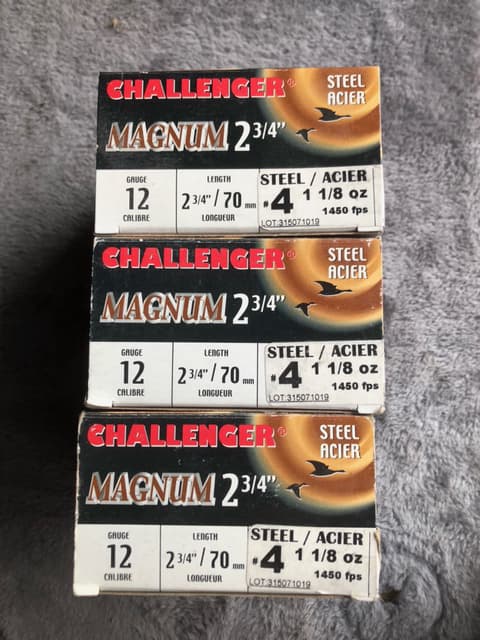 CHALLENGER®
STEEL
ACIER
MAGNUM 2 3/4"
GAUGE
12
CALIBRE
LENGTH
2 3/4" / 70 mm
LONGUEUR
STEEL / ACIER
#4 1 1/8 oz
1450 fps
LOT 315071019
CHALLENGER®
STEEL
ACIER
MAGNUM 2 3/4"
GAUGE
12
CALIBRE
LENGTH
2 3/4" / 70 mm
LONGUEUR
STEEL / ACIER
#4 1 1/8 oz
1450 fps
LOT 315071019
CHALLENGER®
STEEL
ACIER
MAGNUM 2 3/4"
GAUGE
12
CALIBRE
LENGTH
2 3/4" / 70 mm
LONGUEUR
STEEL / ACIER
#4 1 1/8 oz
1450 fps
LOT 315071019